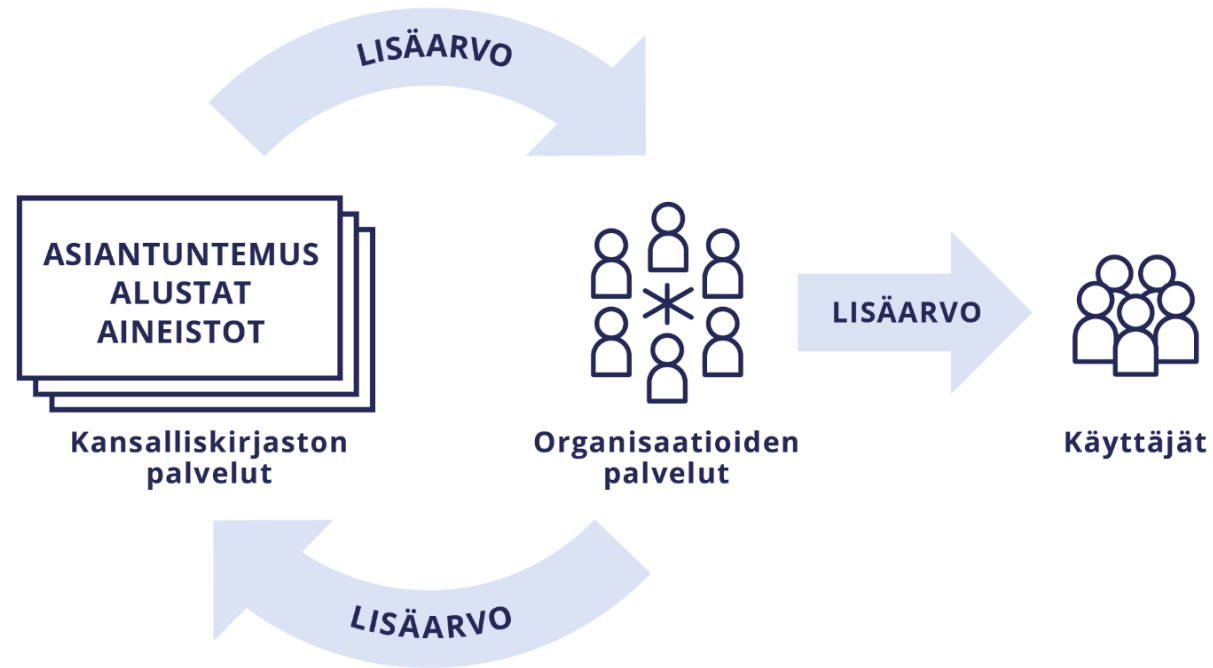 LISÄARVO
ASIANTUNTEMUS
ALUSTAT
AINEISTOT
Kansalliskirjaston
palvelut
Organisaatioiden
palvelut
LISÄARVO
Käyttäjät
LISÄARVO